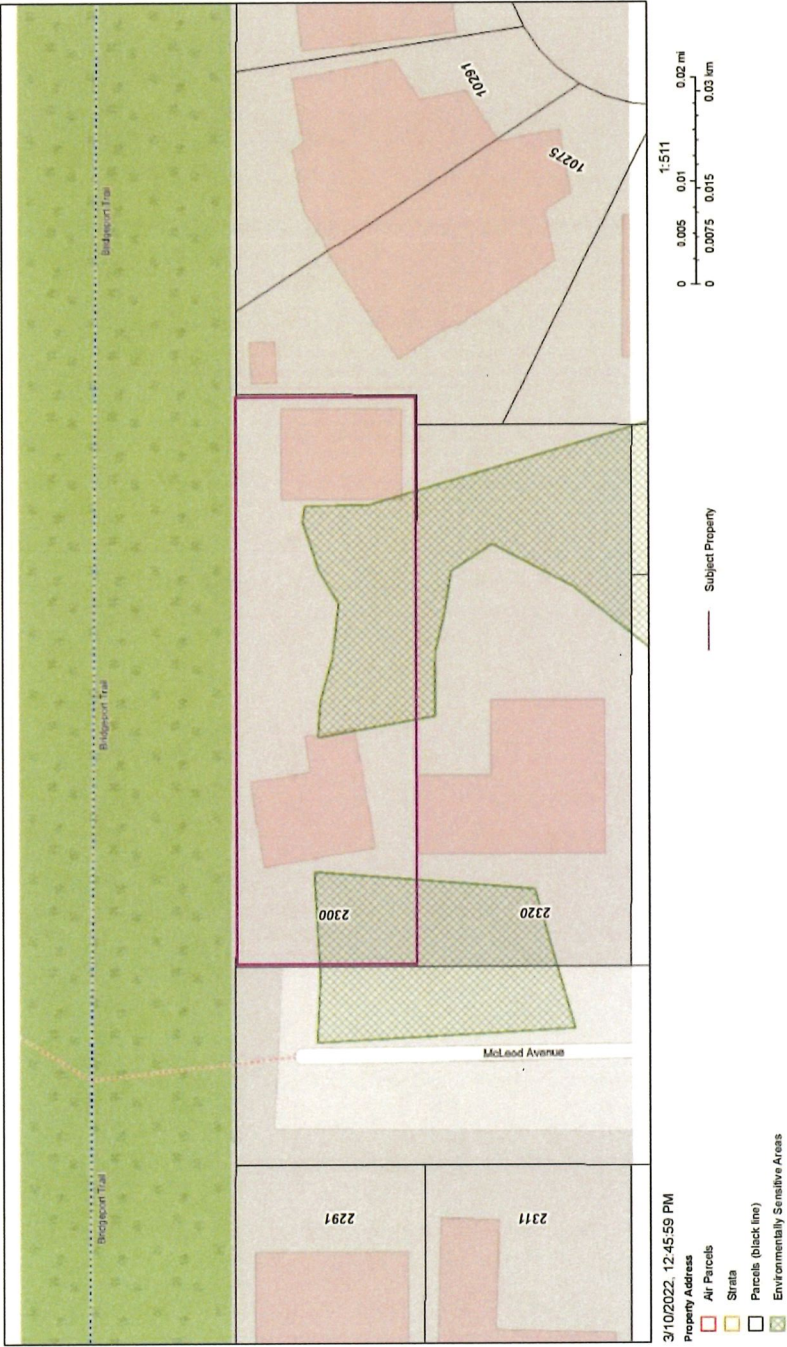 Bridgeport Trail
Bridgeport Trail
Bridgeport Trail
10291
10275
2300
2320
McLeod Avenue
2291
2311
3/10/2022, 12:45:59 PM
Property Address
Air Parcels
Strata
Parcels (black line)
Environmentally Sensitive Areas
Subject Property
1:511
0 0.005 0.01 0.02 mi
0 0.0075 0.015 0.03 km